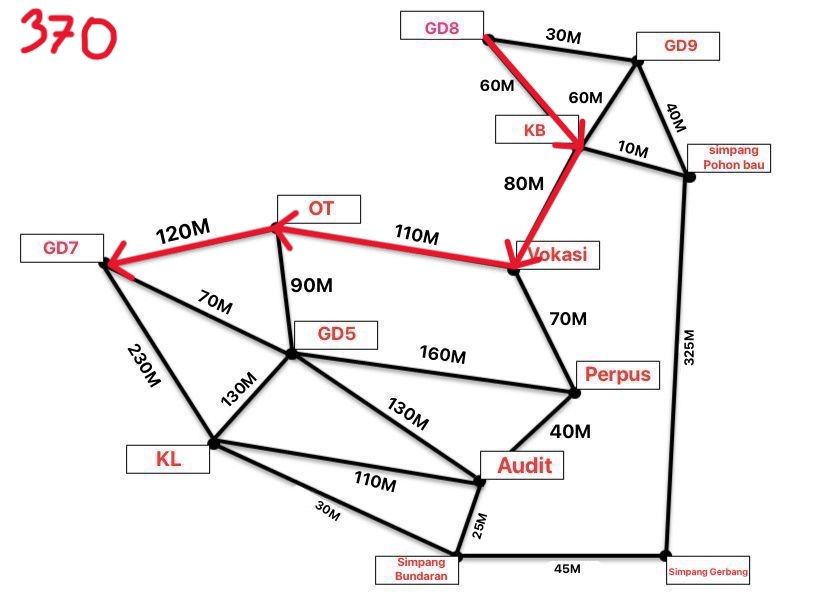 370
GD8
30M
GD9
60M
60M
40M
KB
10M
simpang
Pohon bau
80M
OT
110M
120M
Vokasi
GD7
90M
70M
GD5
70M
160M
325M
Perpus
230M
130M
130M
40M
KL
Audit
110M
30M
25M
Simpang
Bundaran
45M
Simpang Gerbang